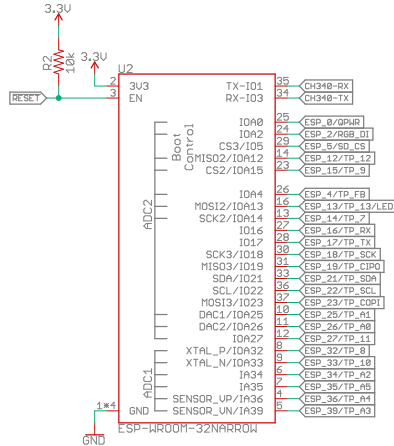 3.3V
R2
10k
3.3V
U2
RESET
2 3V3
3 EN
TX-IO1 35 CH340-RX
RX-IO3 34 CH340-TX
Boot Control
IOA0 25 ESP_0/QPWR
IOA2 24 ESP_2/RGB_DI
CS3/IO5 29 ESP_5/SD_CS
MISO2/IOA12 14 ESP_12/TP_12
CS2/IOA15 23 ESP_15/TP_9
ADC2
IOA4 26 ESP_4/TP_FB
MOSI2/IOA13 16 ESP_13/TP_13/LED
SCK2/IOA14 13 ESP_14/TP_7
IO16 27 ESP_16/TP_RX
IO17 28 ESP_17/TP_TX
SCK3/IO18 30 ESP_18/TP_SCK
MISO3/IO19 31 ESP_19/TP_CIPO
SDA/IO21 33 ESP_21/TP_SDA
SCL/IO22 36 ESP_22/TP_SCL
MOSI3/IO23 37 ESP_23/TP_COPI
DAC1/IOA25 10 ESP_25/TP_A1
DAC2/IOA26 11 ESP_26/TP_A0
IOA27 12 ESP_27/TP_11
ADC1
XTAL_P/IOA32 8 ESP_32/TP_8
XTAL_N/IOA33 9 ESP_33/TP_10
IA34 6 ESP_34/TP_A2
IA35 7 ESP_35/TP_A5
SENSOR_VP/IA36 4 ESP_36/TP_A4
1*4 GND
SENSOR_VN/IA39 5 ESP_39/TP_A3
GND
ESP-WROOM-32NARROW